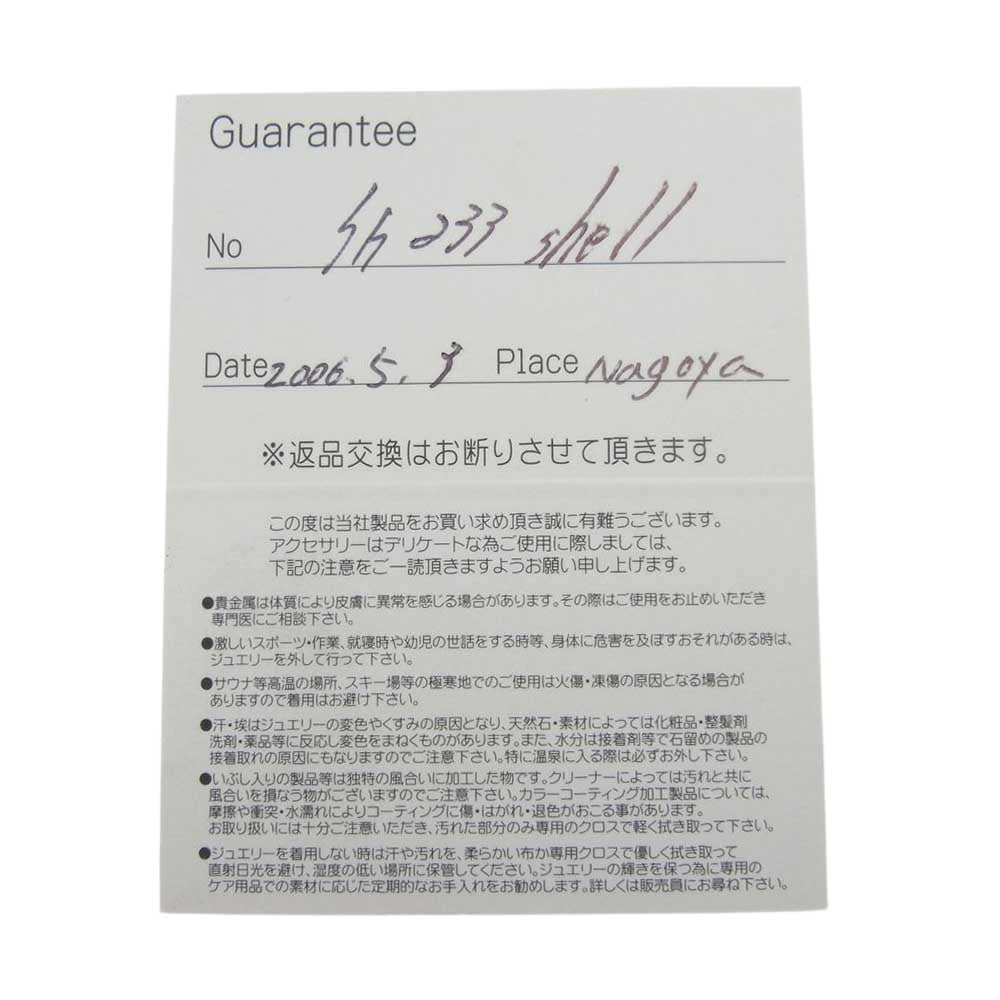 Guarantee
No hh 233 shell
Date 2006.5.3 Place Nagoya
※返品交換はお断りさせて頂きます。
この度は当社製品をお買い求め頂き誠に有難うございます。
アクセサリーはデリケートな為ご使用に際しましては、
下記の注意をご一読頂きますようお願い申し上げます。
●貴金属は体質により皮膚に異常を感じる場合があります。その際はご使用をお止めいただき
専門医にご相談下さい。
●激しいスポーツ・作業、就寝時や幼児の世話をする時等、身体に危害を及ぼすおそれがある時は、
ジュエリーを外して行って下さい。
●サウナ等高温の場所、スキー場等の極寒地でのご使用は火傷・凍傷の原因となる場合が
ありますので着用はお避け下さい。
●汗・埃はジュエリーの変色やくすみの原因となり、天然石・素材によっては化粧品・整髪剤
洗剤・薬品等に反応し変色をまねくものがあります。また、水分は接着剤等で石留めの製品の
接着取れの原因にもなりますのでご注意下さい。特に温泉に入る際は必ずお外し下さい。
●いぶし入りの製品等は独特の風合いに加工した物です。クリーナーによっては汚れと共に
風合いを損なう物がございますのでご注意下さい。カラーコーティング加工製品については、
摩擦や衝突・水濡れによりコーティングに傷・はがれ・退色がおこる事があります。
お取り扱いには十分ご注意いただき、汚れた部分のみ専用のクロスで軽く拭き取って下さい。
●ジュエリーを着用しない時は汗や汚れを、柔らかい布か専用クロスで優しく拭き取って
直射日光を避け、湿度の低い場所に保管してください。ジュエリーの輝きを保つ為に専用の
ケア用品での素材に応じた定期的なお手入れをお勧めします。詳しくは販売員にお尋ね下さい。